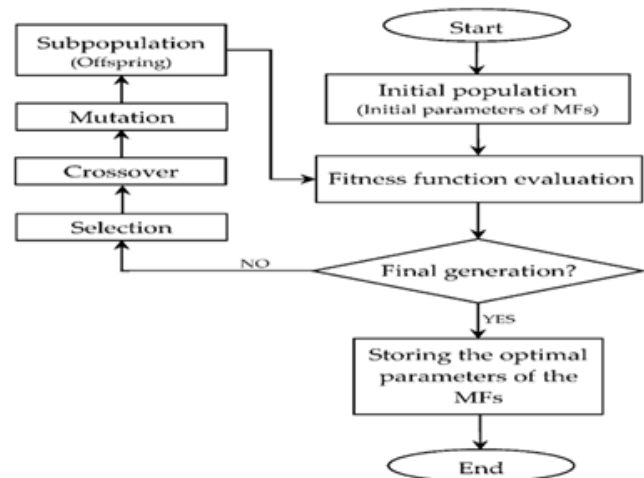 Start
Initial population
(Initial parameters of MFs)
Fitness function evaluation
Final generation?
NO
YES
Selection
Crossover
Mutation
Subpopulation
(Offspring)
Storing the optimal
parameters of the
MFs
End